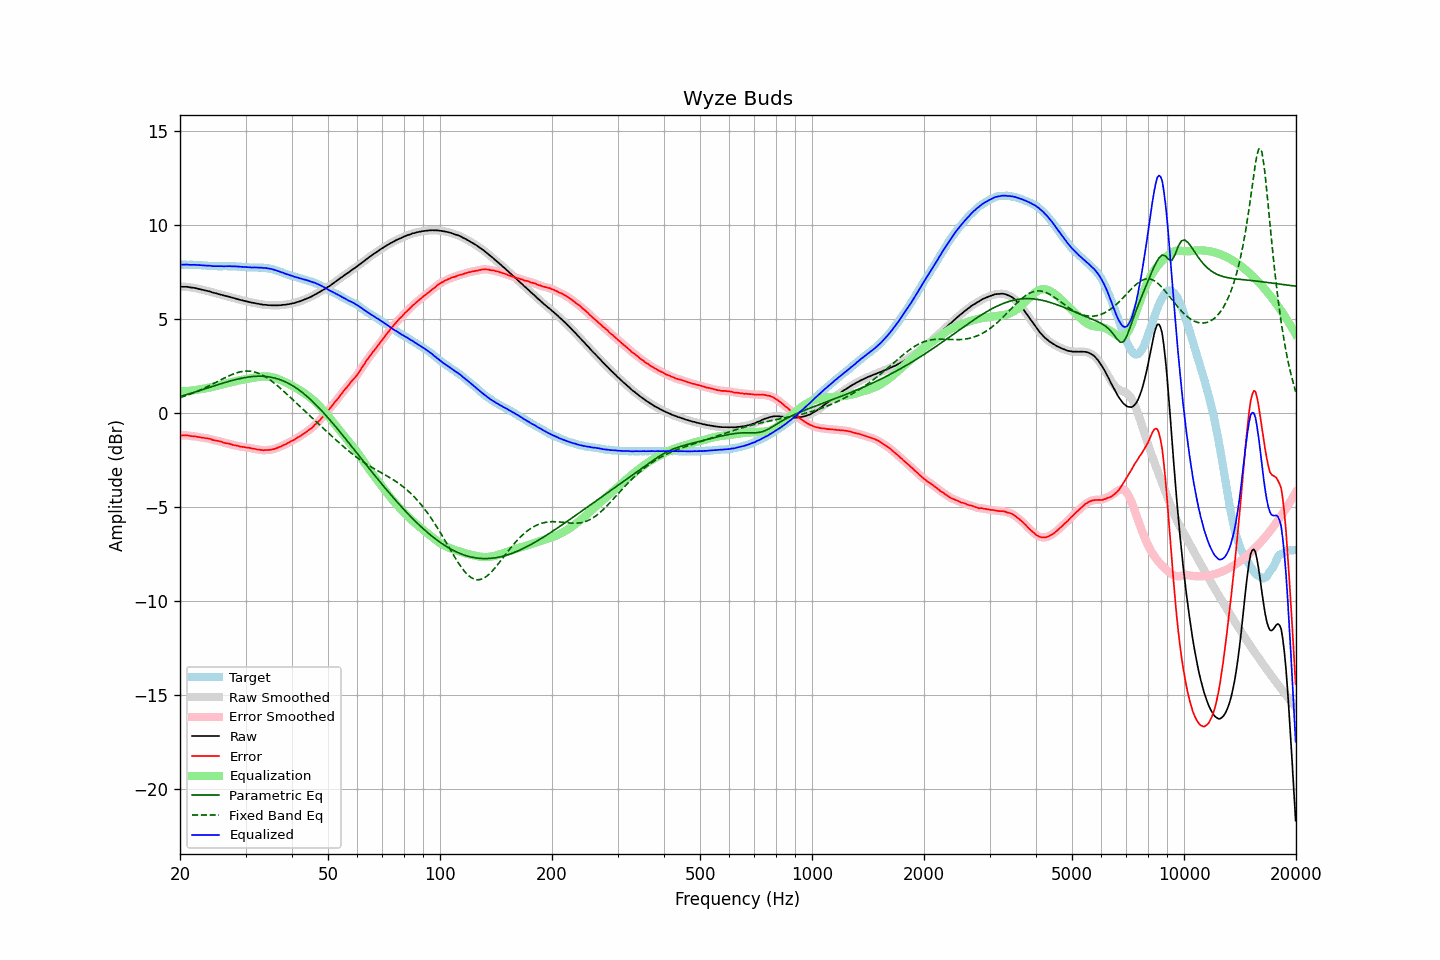 Wyze Buds
Amplitude (dBr)
15
10
5
0
−5
−10
−15
−20
Target
Raw Smoothed
Error Smoothed
Raw
Error
Equalization
Parametric Eq
Fixed Band Eq
Equalized
20 50 100 200 500 1000 2000 5000 10000 20000
Frequency (Hz)